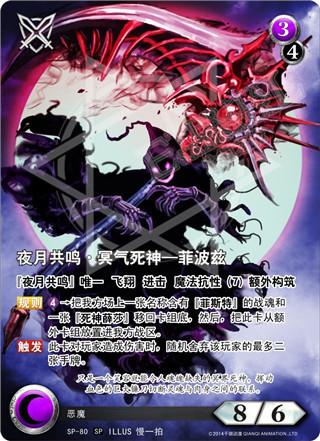 3
4
夜月共鸣·冥气死神—菲波兹
『夜月共鸣』唯一 飞翔 进击 魔法抗性(7) 额外构筑
规则 4→把我方场上一张名称含有『菲斯特』的战魂和
一张『死神薛莎』移回卡组底,然后,把此卡从额
外卡组放置进我方战区。
触发 此卡对玩家造成伤害时,随机舍弃该玩家的最多二
张手牌。
恶魔
SP-80 SP ILLUS 慢一拍
8/6
©2014千骐动漫 QIANQI ANIMATION.,LTD